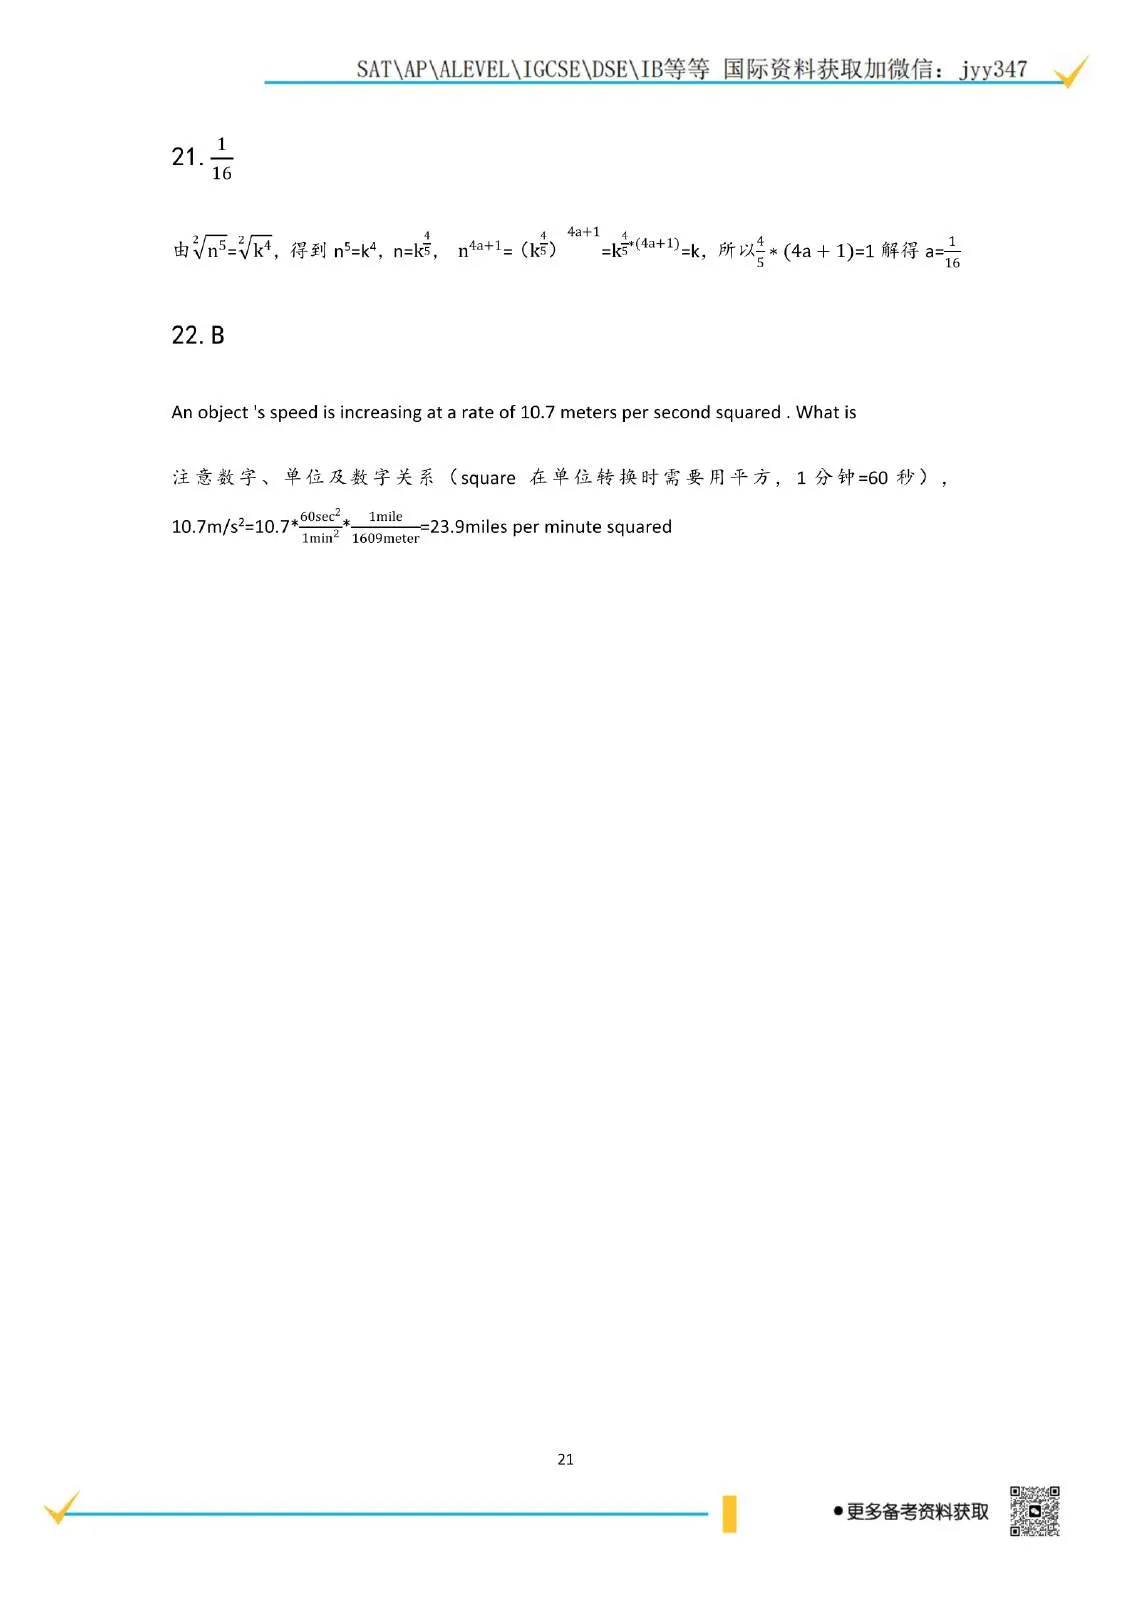 SAT\AP\ALEVEL\IGCSE\DSE\IB等等 国际资料获取加微信：jyy347
21. 1/16
由²√n⁵=²√k⁴，得到 n⁵=k⁴，n=k^(4/5)， n^(4a+1)=（k^(4/5)）^(4a+1)=k^(4/5*(4a+1))=k，所以4/5 * (4a + 1)=1 解得 a=1/16
22. B
An object 's speed is increasing at a rate of 10.7 meters per second squared . What is
注意数字、单位及数字关系（square 在单位转换时需要用平方，1 分钟=60 秒），
10.7m/s²=10.7*60sec²/1min²*1mile/1609meter=23.9miles per minute squared
21
●更多备考资料获取